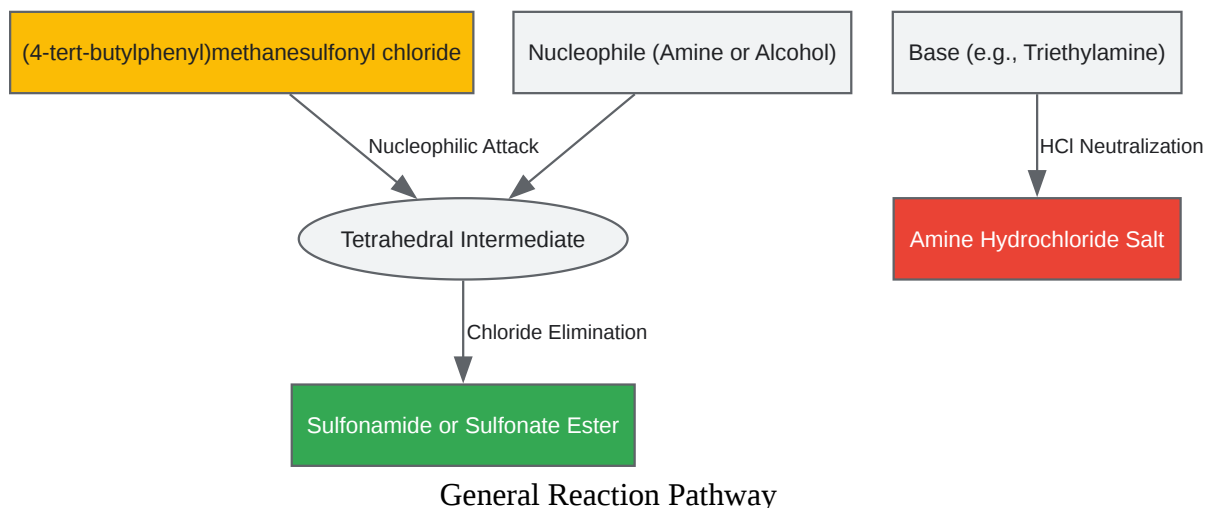 (4-tert-butylphenyl)methanesulfonyl chloride
Nucleophile (Amine or Alcohol)
Base (e.g., Triethylamine)
Nucleophilic Attack
HCl Neutralization
Tetrahedral Intermediate
Amine Hydrochloride Salt
Chloride Elimination
Sulfonamide or Sulfonate Ester
General Reaction Pathway